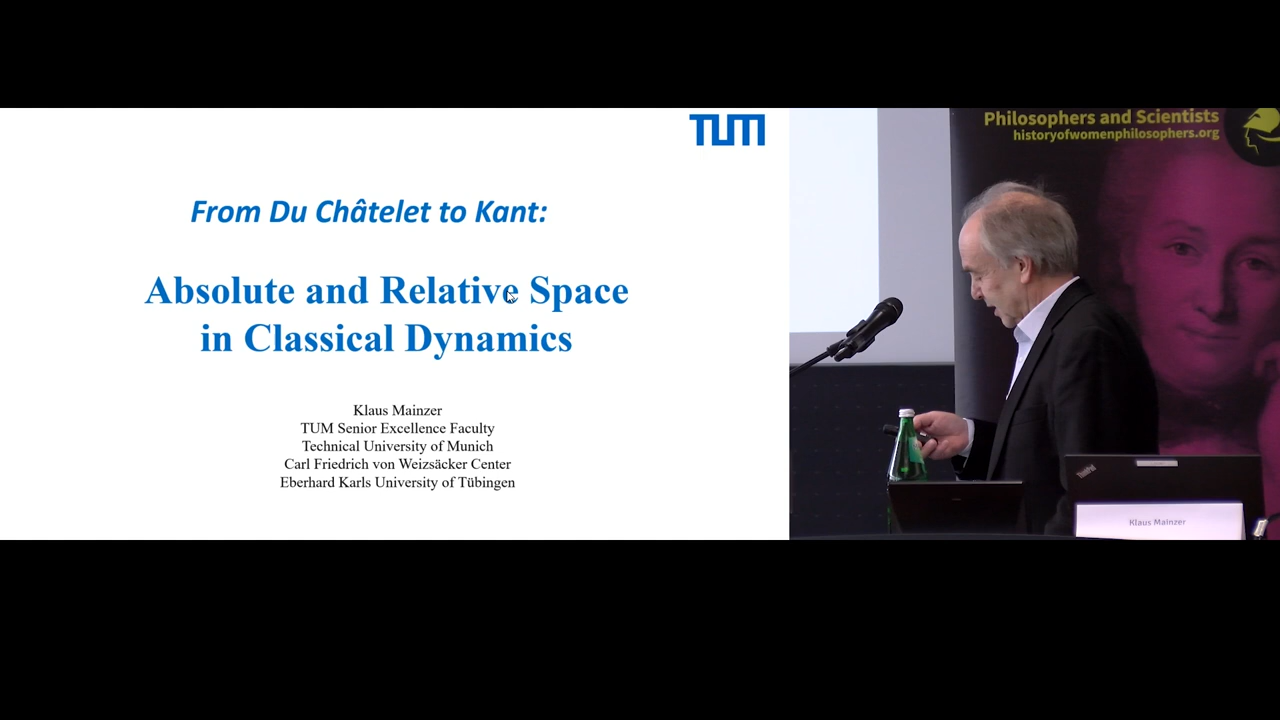 TUM
From Du Châtelet to Kant:
Absolute and Relative Space
in Classical Dynamics
Klaus Mainzer
TUM Senior Excellence Faculty
Technical University of Munich
Carl Friedrich von Weizsäcker Center
Eberhard Karls University of Tübingen
Philosophers and Scientists
historyofwomenphilosophers.org
ThinkPad
Klaus Mainzer